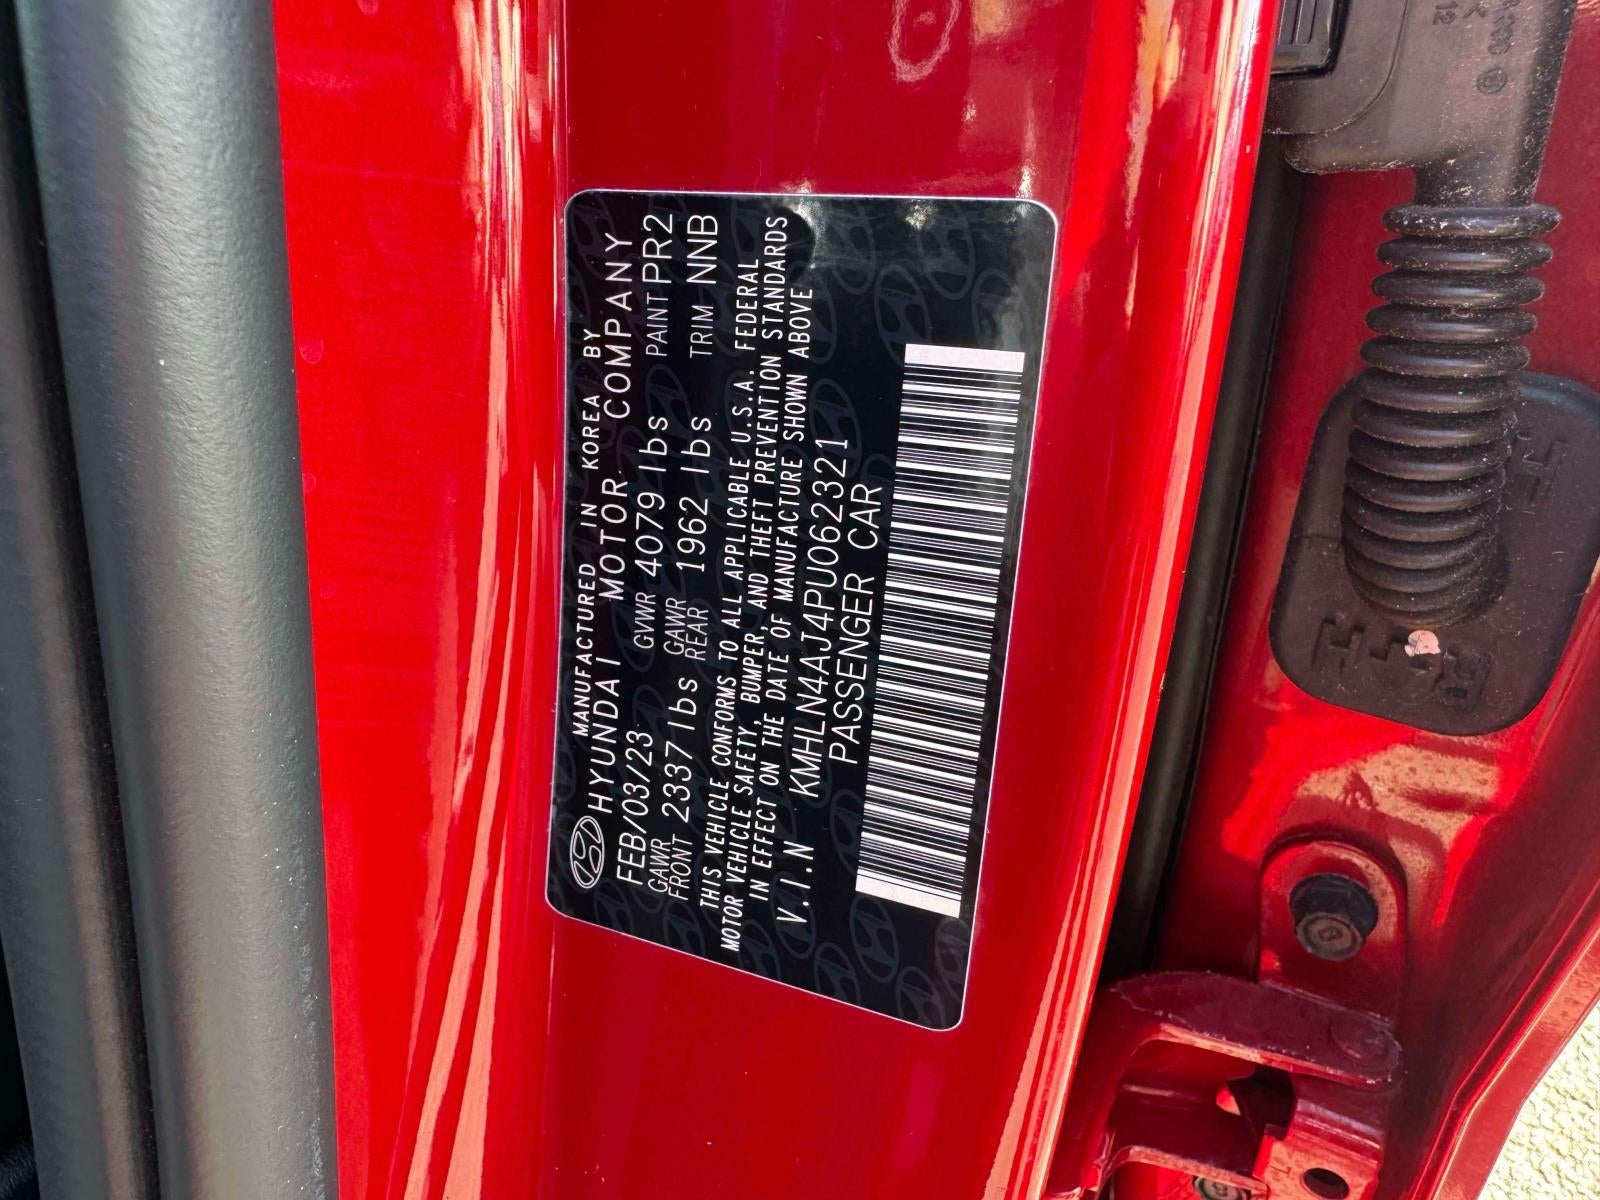 MANUFACTURED IN KOREA BY
HYUNDAI MOTOR COMPANY
FEB/03/23 GVWR 4079 lbs PAINT PR2
GAWR FRONT 2337 lbs GAWR REAR 1962 lbs TRIM NNB
THIS VEHICLE CONFORMS TO ALL APPLICABLE U.S.A. FEDERAL
MOTOR VEHICLE SAFETY, BUMPER, AND THEFT PREVENTION STANDARDS
IN EFFECT ON THE DATE OF MANUFACTURE SHOWN ABOVE
V.I.N KMHLN4AJ4PU062321
PASSENGER CAR
12